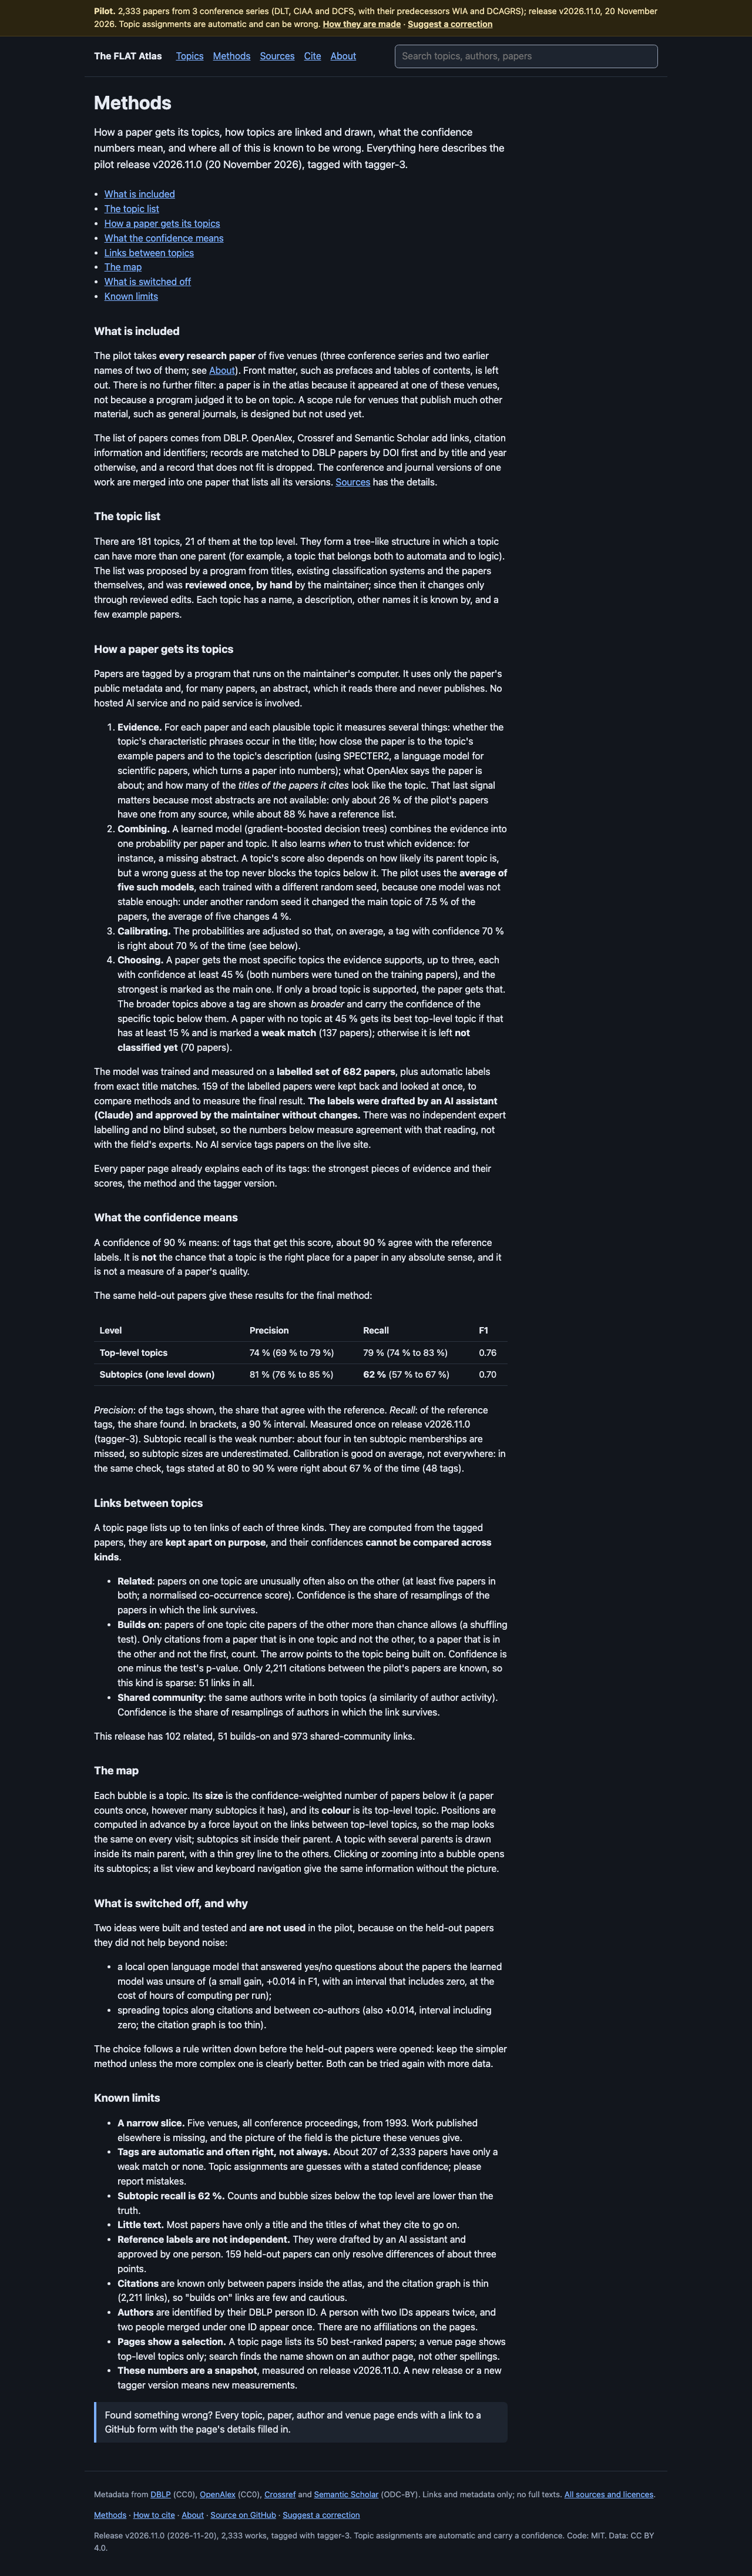 Pilot. 2,333 papers from 3 conference series (DLT, CIAA and DCFS, with their predecessors WIA and DCAGRS); release v2026.11.0, 20 November
2026. Topic assignments are automatic and can be wrong. How they are made · Suggest a correction
The FLAT Atlas Topics Methods Sources Cite About Search topics, authors, papers
Methods
How a paper gets its topics, how topics are linked and drawn, what the confidence
numbers mean, and where all of this is known to be wrong. Everything here describes the
pilot release v2026.11.0 (20 November 2026), tagged with tagger-3.
• What is included
• The topic list
• How a paper gets its topics
• What the confidence means
• Links between topics
• The map
• What is switched off
• Known limits
What is included
The pilot takes every research paper of five venues (three conference series and two earlier
names of two of them; see About). Front matter, such as prefaces and tables of contents, is left
out. There is no further filter: a paper is in the atlas because it appeared at one of these venues,
not because a program judged it to be on topic. A scope rule for venues that publish much other
material, such as general journals, is designed but not used yet.
The list of papers comes from DBLP. OpenAlex, Crossref and Semantic Scholar add links, citation
information and identifiers; records are matched to DBLP papers by DOI first and by title and year
otherwise, and a record that does not fit is dropped. The conference and journal versions of one
work are merged into one paper that lists all its versions. Sources has the details.
The topic list
There are 181 topics, 21 of them at the top level. They form a tree-like structure in which a topic
can have more than one parent (for example, a topic that belongs both to automata and to logic).
The list was proposed by a program from titles, existing classification systems and the papers
themselves, and was reviewed once, by hand by the maintainer; since then it changes only
through reviewed edits. Each topic has a name, a description, other names it is known by, and a
few example papers.
How a paper gets its topics
Papers are tagged by a program that runs on the maintainer's computer. It uses only the paper's
public metadata and, for many papers, an abstract, which it reads there and never publishes. No
hosted AI service and no paid service is involved.
1. Evidence. For each paper and each plausible topic it measures several things: whether the
topic's characteristic phrases occur in the title; how close the paper is to the topic's
example papers and to the topic's description (using SPECTER2, a language model for
scientific papers, which turns a paper into numbers); what OpenAlex says the paper is
about; and how many of the titles of the papers it cites look like the topic. That last signal
matters because most abstracts are not available: only about 26 % of the pilot's papers
have one from any source, while about 88 % have a reference list.
2. Combining. A learned model (gradient-boosted decision trees) combines the evidence into
one probability per paper and topic. It also learns when to trust which evidence: for
instance, a missing abstract. A topic's score also depends on how likely its parent topic is,
but a wrong guess at the top never blocks the topics below it. The pilot uses the average of
five such models, each trained with a different random seed, because one model was not
stable enough: under another random seed it changed the main topic of 7.5 % of the
papers, the average of five changes 4 %.
3. Calibrating. The probabilities are adjusted so that, on average, a tag with confidence 70 %
is right about 70 % of the time (see below).
4. Choosing. A paper gets the most specific topics the evidence supports, up to three, each
with confidence at least 45 % (both numbers were tuned on the training papers), and the
strongest is marked as the main one. If only a broad topic is supported, the paper gets that.
The broader topics above a tag are shown as broader and carry the confidence of the
specific topic below them. A paper with no topic at 45 % gets its best top-level topic if that
has at least 15 % and is marked a weak match (137 papers); otherwise it is left not
classified yet (70 papers).
The model was trained and measured on a labelled set of 682 papers, plus automatic labels
from exact title matches. 159 of the labelled papers were kept back and looked at once, to
compare methods and to measure the final result. The labels were drafted by an AI assistant
(Claude) and approved by the maintainer without changes. There was no independent expert
labelling and no blind subset, so the numbers below measure agreement with that reading, not
with the field's experts. No AI service tags papers on the live site.
Every paper page already explains each of its tags: the strongest pieces of evidence and their
scores, the method and the tagger version.
What the confidence means
A confidence of 90 % means: of tags that get this score, about 90 % agree with the reference
labels. It is not the chance that a topic is the right place for a paper in any absolute sense, and it
is not a measure of a paper's quality.
The same held-out papers give these results for the final method:
Level Precision Recall F1
Top-level topics 74 % (69 % to 79 %) 79 % (74 % to 83 %) 0.76
Subtopics (one level down) 81 % (76 % to 85 %) 62 % (57 % to 67 %) 0.70
Precision: of the tags shown, the share that agree with the reference. Recall: of the reference
tags, the share found. In brackets, a 90 % interval. Measured once on release v2026.11.0
(tagger-3). Subtopic recall is the weak number: about four in ten subtopic memberships are
missed, so subtopic sizes are underestimated. Calibration is good on average, not everywhere: in
the same check, tags stated at 80 to 90 % were right about 67 % of the time (48 tags).
Links between topics
A topic page lists up to ten links of each of three kinds. They are computed from the tagged
papers, they are kept apart on purpose, and their confidences cannot be compared across
kinds.
• Related: papers on one topic are unusually often also on the other (at least five papers in
both; a normalised co-occurrence score). Confidence is the share of resamplings of the
papers in which the link survives.
• Builds on: papers of one topic cite papers of the other more than chance allows (a shuffling
test). Only citations from a paper that is in one topic and not the other, to a paper that is in
the other and not the first, count. The arrow points to the topic being built on. Confidence is
one minus the test's p-value. Only 2,211 citations between the pilot's papers are known, so
this kind is sparse: 51 links in all.
• Shared community: the same authors write in both topics (a similarity of author activity).
Confidence is the share of resamplings of authors in which the link survives.
This release has 102 related, 51 builds-on and 973 shared-community links.
The map
Each bubble is a topic. Its size is the confidence-weighted number of papers below it (a paper
counts once, however many subtopics it has), and its colour is its top-level topic. Positions are
computed in advance by a force layout on the links between top-level topics, so the map looks
the same on every visit; subtopics sit inside their parent. A topic with several parents is drawn
inside its main parent, with a thin grey line to the others. Clicking or zooming into a bubble opens
its subtopics; a list view and keyboard navigation give the same information without the picture.
What is switched off, and why
Two ideas were built and tested and are not used in the pilot, because on the held-out papers
they did not help beyond noise:
• a local open language model that answered yes/no questions about the papers the learned
model was unsure of (a small gain, +0.014 in F1, with an interval that includes zero, at the
cost of hours of computing per run);
• spreading topics along citations and between co-authors (also +0.014, interval including
zero; the citation graph is too thin).
The choice follows a rule written down before the held-out papers were opened: keep the simpler
method unless the more complex one is clearly better. Both can be tried again with more data.
Known limits
• A narrow slice. Five venues, all conference proceedings, from 1993. Work published
elsewhere is missing, and the picture of the field is the picture these venues give.
• Tags are automatic and often right, not always. About 207 of 2,333 papers have only a
weak match or none. Topic assignments are guesses with a stated confidence; please
report mistakes.
• Subtopic recall is 62 %. Counts and bubble sizes below the top level are lower than the
truth.
• Little text. Most papers have only a title and the titles of what they cite to go on.
• Reference labels are not independent. They were drafted by an AI assistant and
approved by one person. 159 held-out papers can only resolve differences of about three
points.
• Citations are known only between papers inside the atlas, and the citation graph is thin
(2,211 links), so "builds on" links are few and cautious.
• Authors are identified by their DBLP person ID. A person with two IDs appears twice, and
two people merged under one ID appear once. There are no affiliations on the pages.
• Pages show a selection. A topic page lists its 50 best-ranked papers; a venue page shows
top-level topics only; search finds the name shown on an author page, not other spellings.
• These numbers are a snapshot, measured on release v2026.11.0. A new release or a new
tagger version means new measurements.
Found something wrong? Every topic, paper, author and venue page ends with a link to a
GitHub form with the page's details filled in.
Metadata from DBLP (CC0), OpenAlex (CC0), Crossref and Semantic Scholar (ODC-BY). Links and metadata only; no full texts. All sources and licences.
Methods · How to cite · About · Source on GitHub · Suggest a correction
Release v2026.11.0 (2026-11-20), 2,333 works, tagged with tagger-3. Topic assignments are automatic and carry a confidence. Code: MIT. Data: CC BY
4.0.